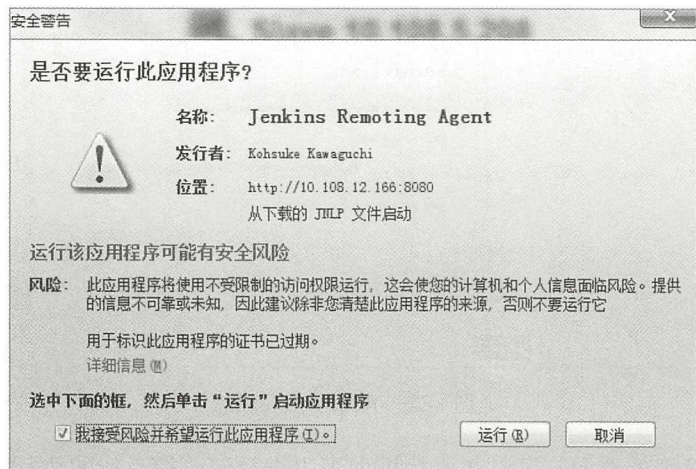 安全警告
是否要运行此应用程序?
名称: Jenkins Remoting Agent
发行者: Kohsuke Kawaguchi
位置: http://10.108.12.166:8080
从下载的 JNLP 文件启动
运行该应用程序可能有安全风险
风险: 此应用程序将使用不受限制的访问权限运行, 这会使您的计算机和个人信息面临风险。提供
的信息不可靠或未知, 因此建议除非您清楚此应用程序的来源, 否则不要运行它
用于标识此应用程序的证书已过期。
详细信息(M)
选中下面的框, 然后单击“运行”启动应用程序
我接受风险并希望运行此应用程序(I)。
运行(R) 取消